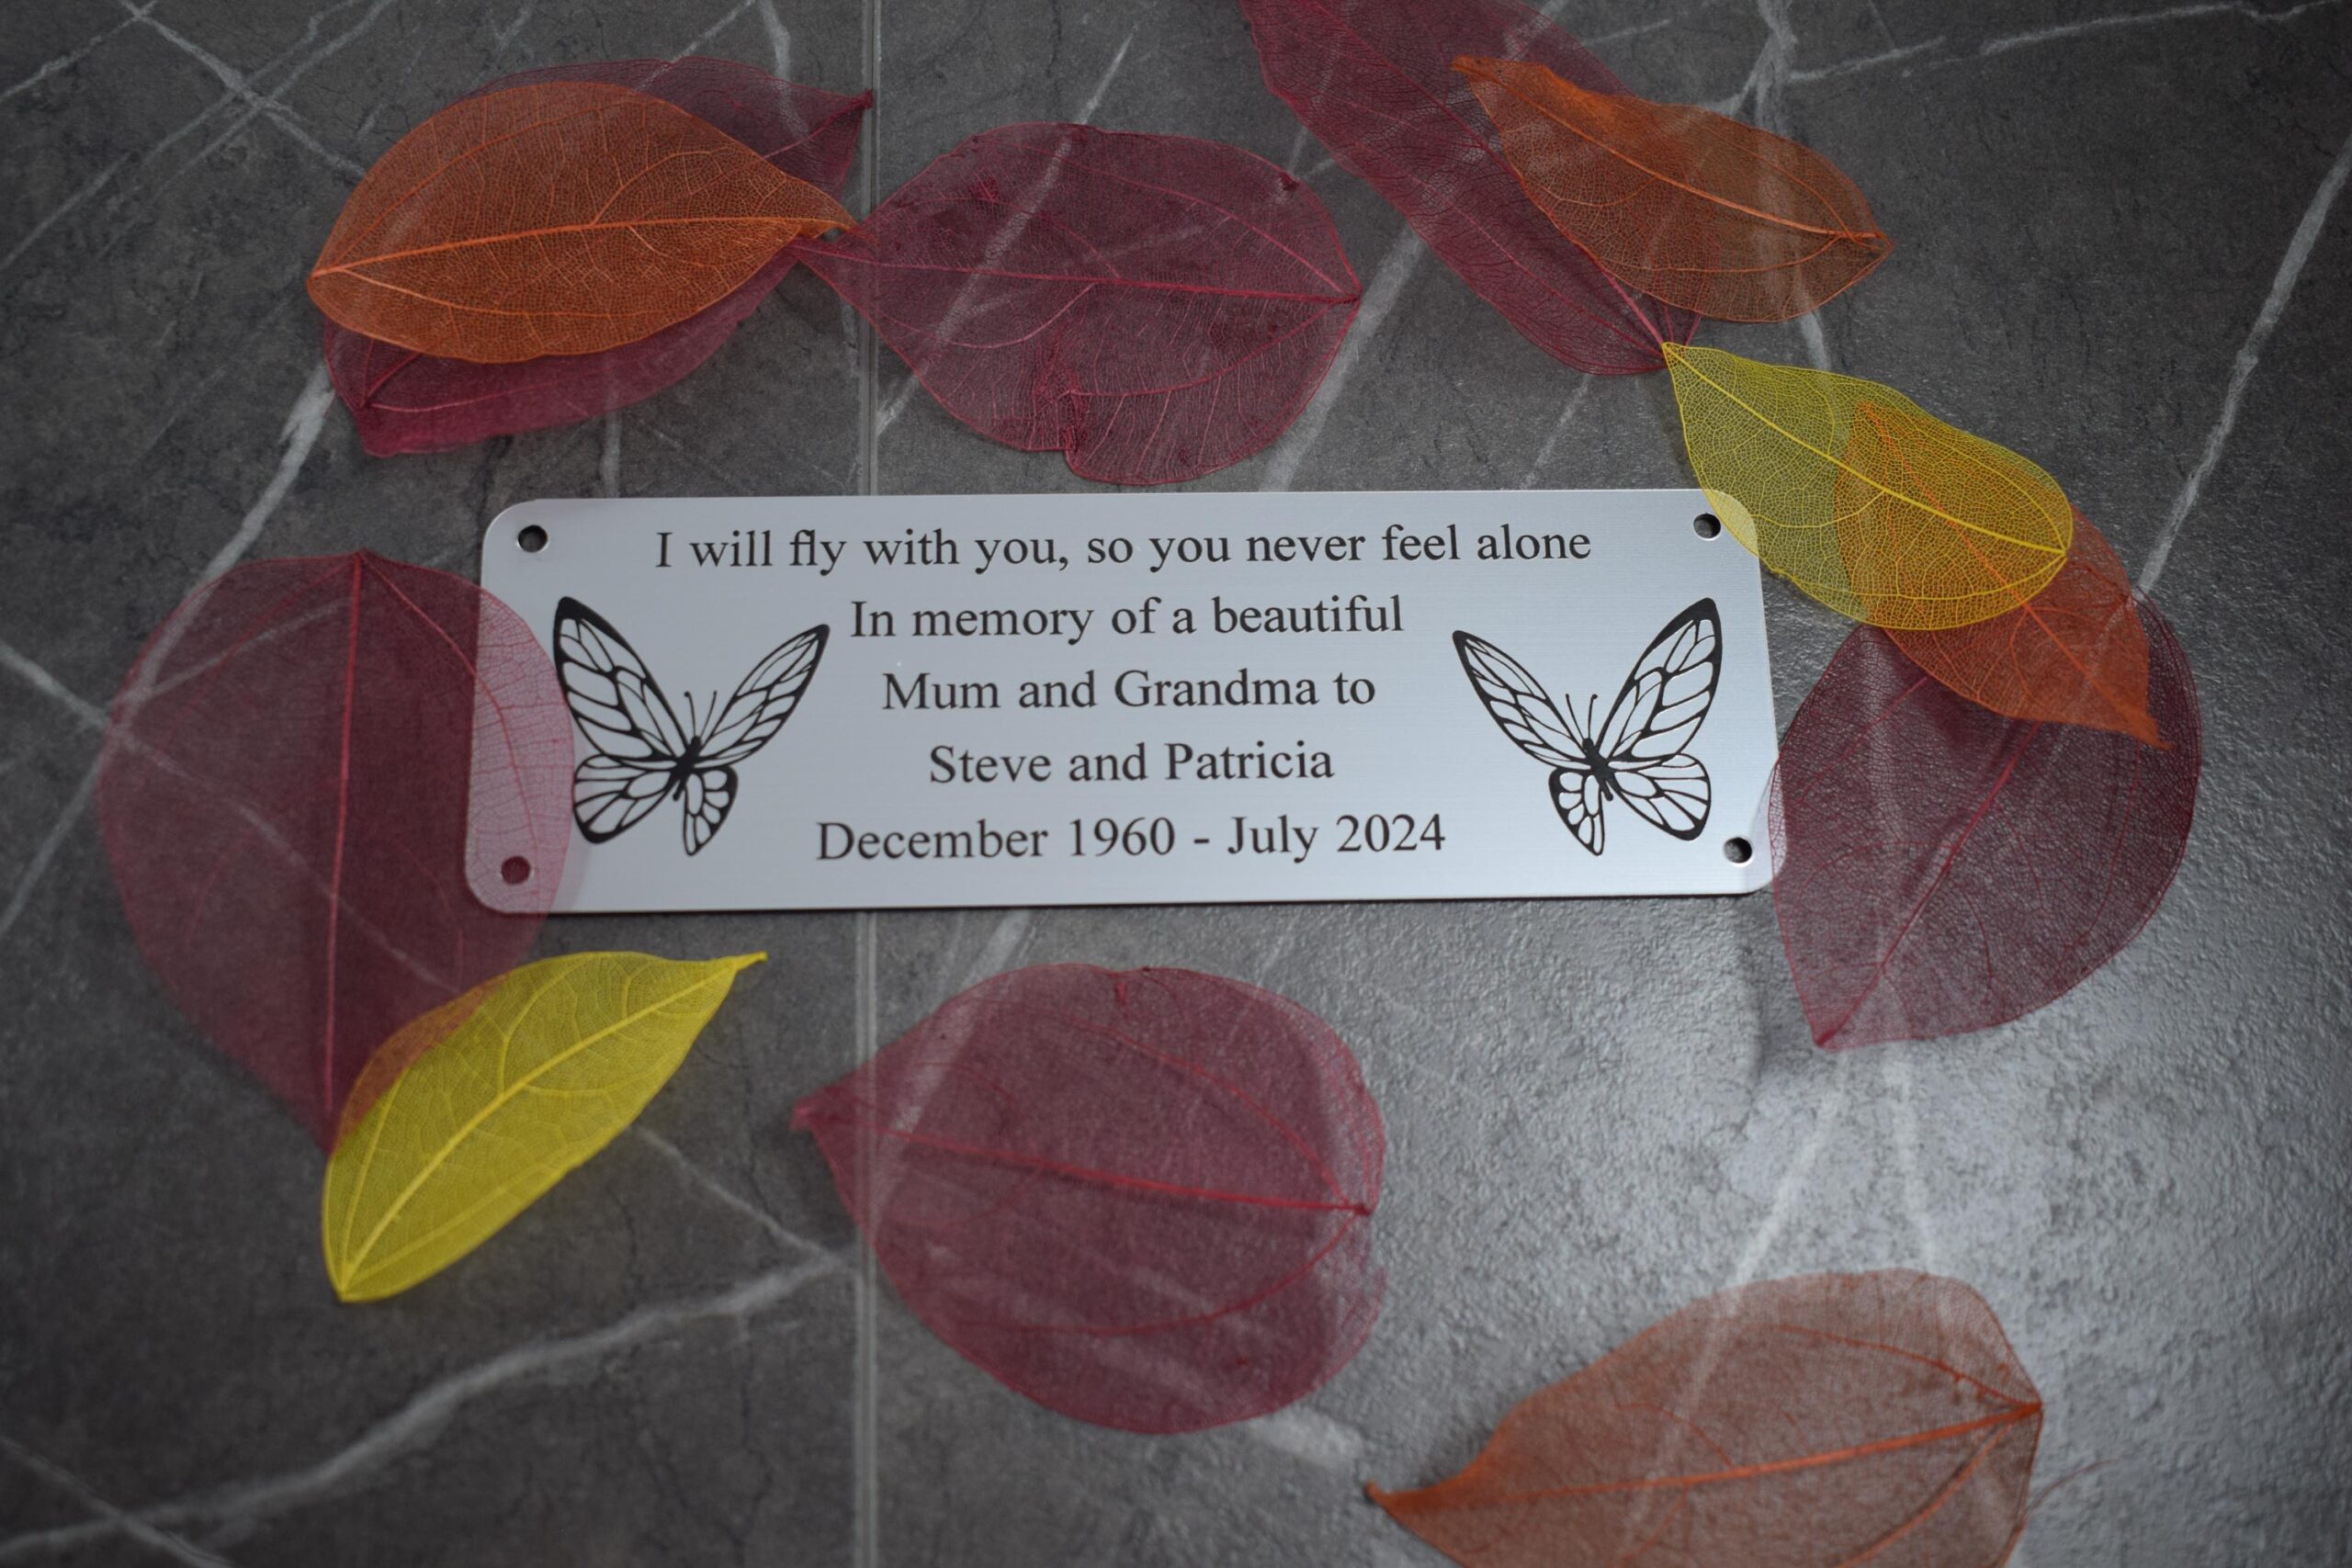 I will fly with you, so you never feel alone
In memory of a beautiful
Mum and Grandma to
Steve and Patricia
December 1960 - July 2024